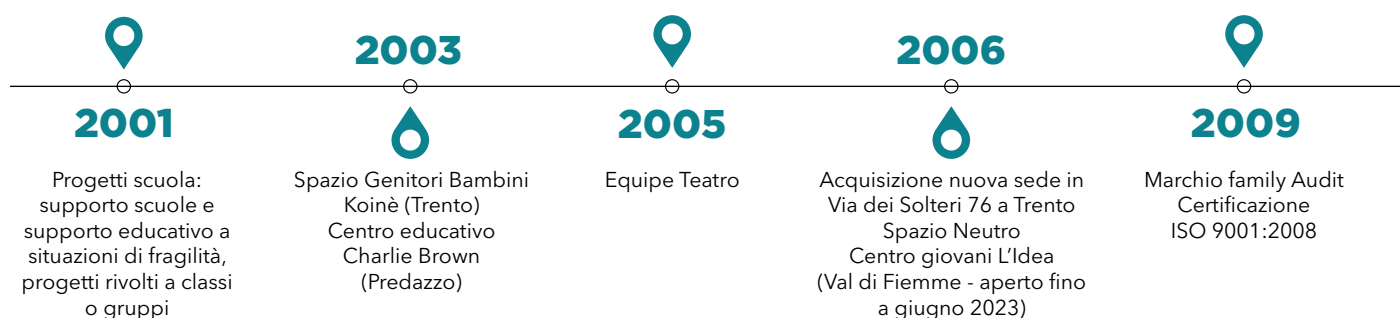 2001
Progetti scuola:
supporto scuole e
supporto educativo a
situazioni di fragilità,
progetti rivolti a classi
o gruppi
2003
Spazio Genitori Bambini
Koinè (Trento)
Centro educativo
Charlie Brown
(Predazzo)
2005
Equipe Teatro
2006
Acquisizione nuova sede in
Via dei Solteri 76 a Trento
Spazio Neutro
Centro giovani L'Idea
(Val di Fiemme - aperto fino
a giugno 2023)
2009
Marchio family Audit
Certificazione
ISO 9001:2008